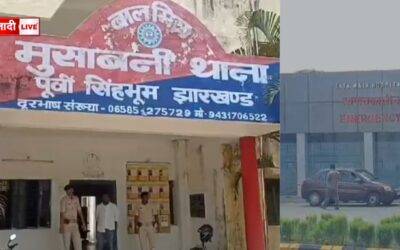 जादी LIVE
बाल मित्र
मुसाबनी थाना
पूर्वी सिंहभूम झारखण्ड
दूरभाष संख्या - 06585-275729 मो-9431706522
EMERGENCY